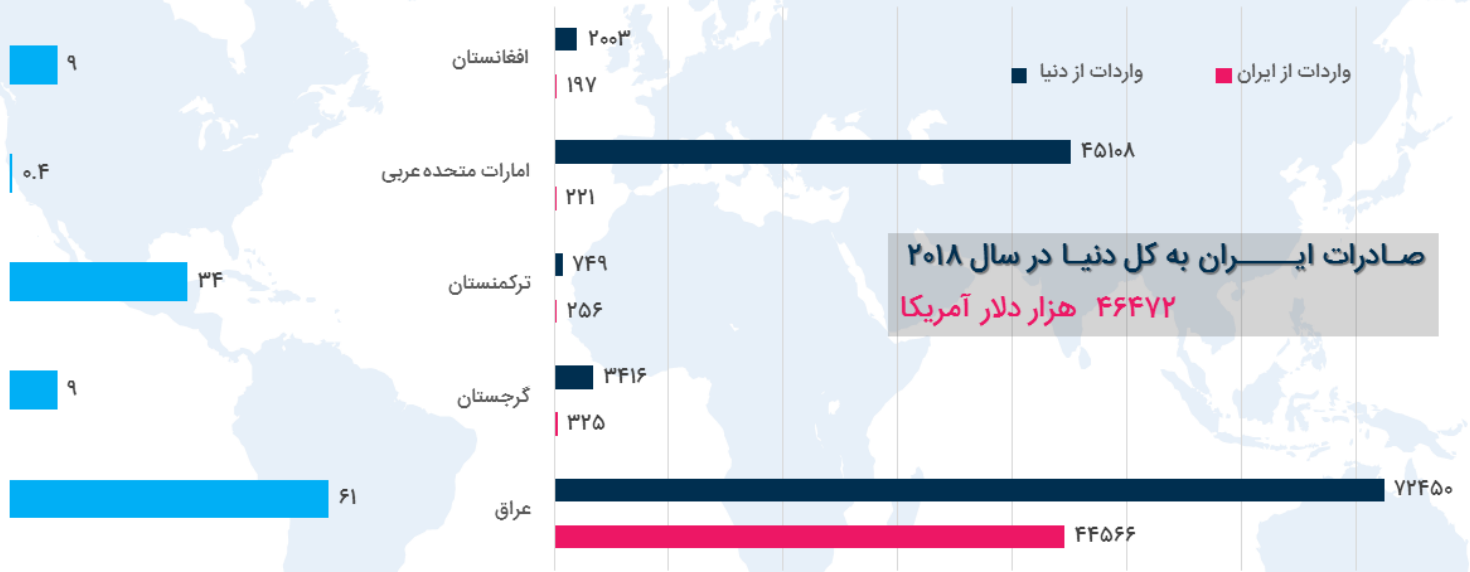 واردات از ایران
واردات از دنیا
صـادرات ایـــــران به کل دنیـا در سال ۲۰۱۸
۴۶۴۷۲ هزار دلار آمریکا
۲۰۰۳
افغانستان
۹
۱۹۷
۴۵۱۰۸
امارات متحده عربی
۰.۴
۲۲۱
۷۴۹
ترکمنستان
۳۴
۲۵۶
۳۴۱۶
گرجستان
۹
۳۲۵
۷۲۴۵۰
عراق
۶۱
۴۴۵۶۶